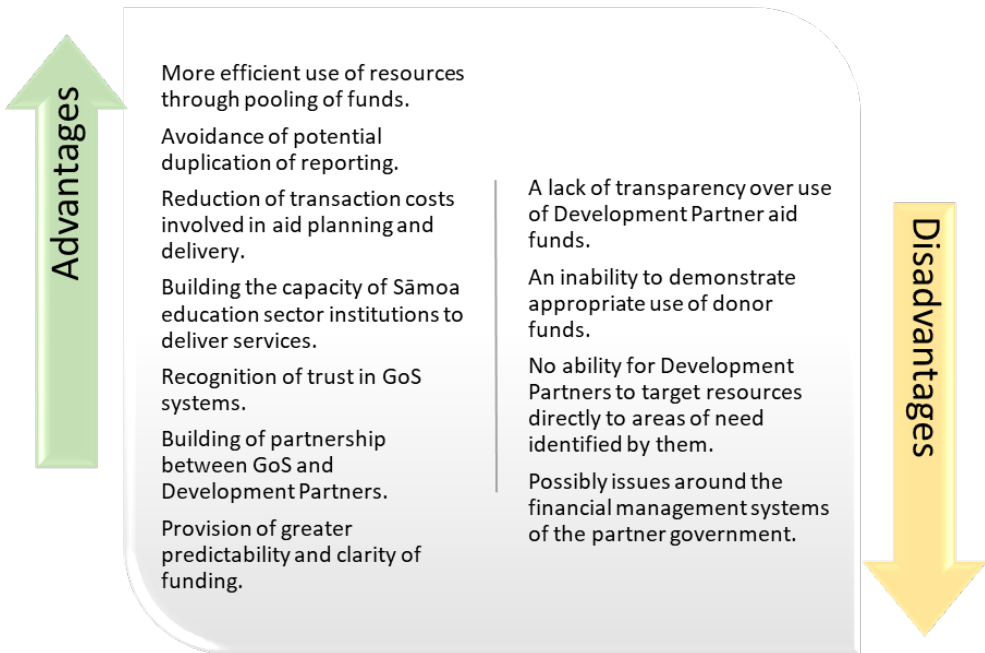 Advantages
More efficient use of resources
through pooling of funds.
Avoidance of potential
duplication of reporting.
Reduction of transaction costs
involved in aid planning and
delivery.
Building the capacity of Sāmoa
education sector institutions to
deliver services.
Recognition of trust in GoS
systems.
Building of partnership
between GoS and
Development Partners.
Provision of greater
predictability and clarity of
funding.
A lack of transparency over use
of Development Partner aid
funds.
An inability to demonstrate
appropriate use of donor
funds.
No ability for Development
Partners to target resources
directly to areas of need
identified by them.
Possibly issues around the
financial management systems
of the partner government.
Disadvantages